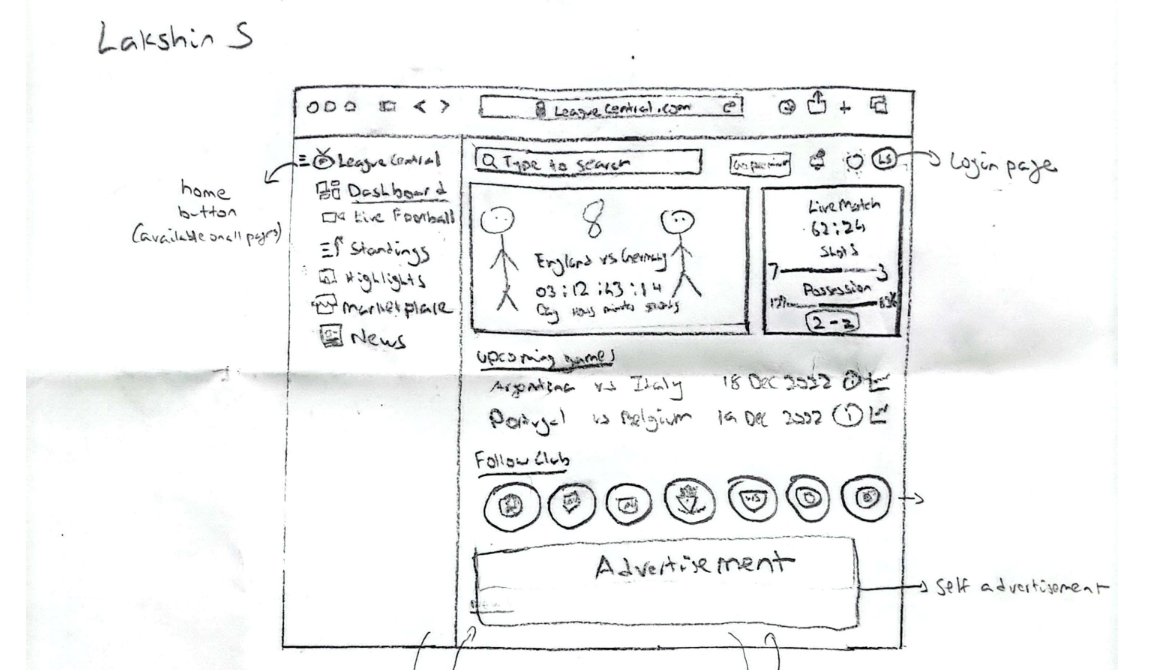 Lakshin S
League Central.com
League Central
Type to search
LS
Login page
home
button
(available on all pages)
Dashboard
Live Football
Standings
Highlights
Marketplace
News
8
England vs Germany
03:12:43:14
Day Hours minutes seconds
Live Match
62:24
Shots
7 3
Possession
17% 83%
2-2
Upcoming games
Argentina vs Italy 18 Dec 2022 i
Portugal vs Belgium 19 Dec 2022 i
Follow Club
Advertisement
Self advertisement